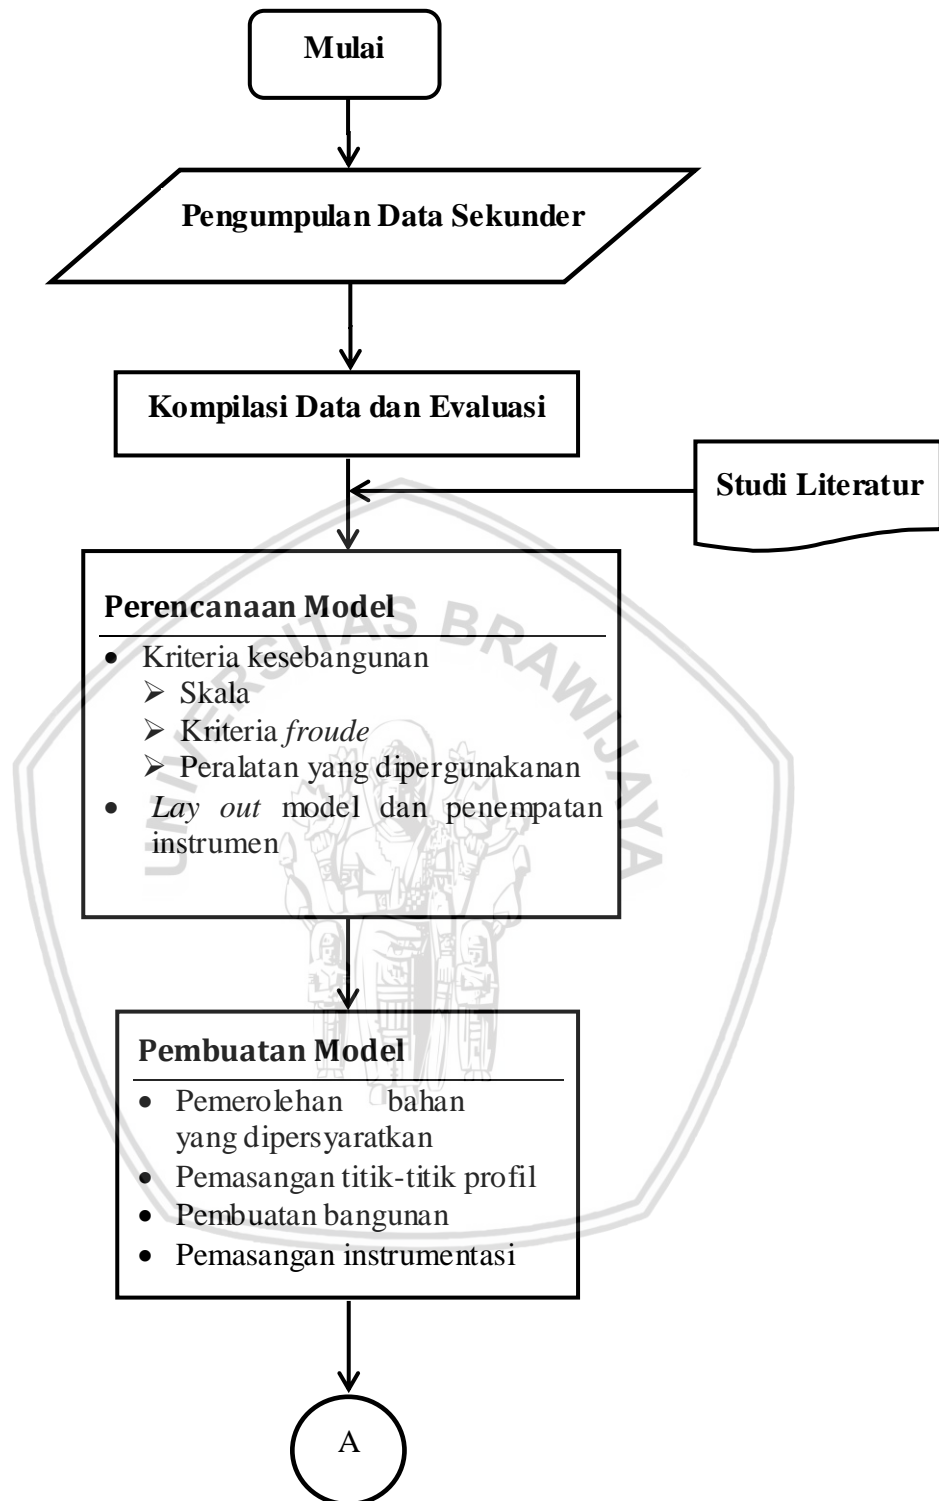 Mulai
Pengumpulan Data Sekunder
Kompilasi Data dan Evaluasi
Studi Literatur
Perencanaan Model
• Kriteria kesebangunan
➢ Skala
➢ Kriteria froude
➢ Peralatan yang dipergunakanan
• Lay out model dan penempatan
instrumen
UNIVERSITAS BRAWIJAYA
Pembuatan Model
• Pemerolehan bahan
yang dipersyaratkan
• Pemasangan titik-titik profil
• Pembuatan bangunan
• Pemasangan instrumentasi
A